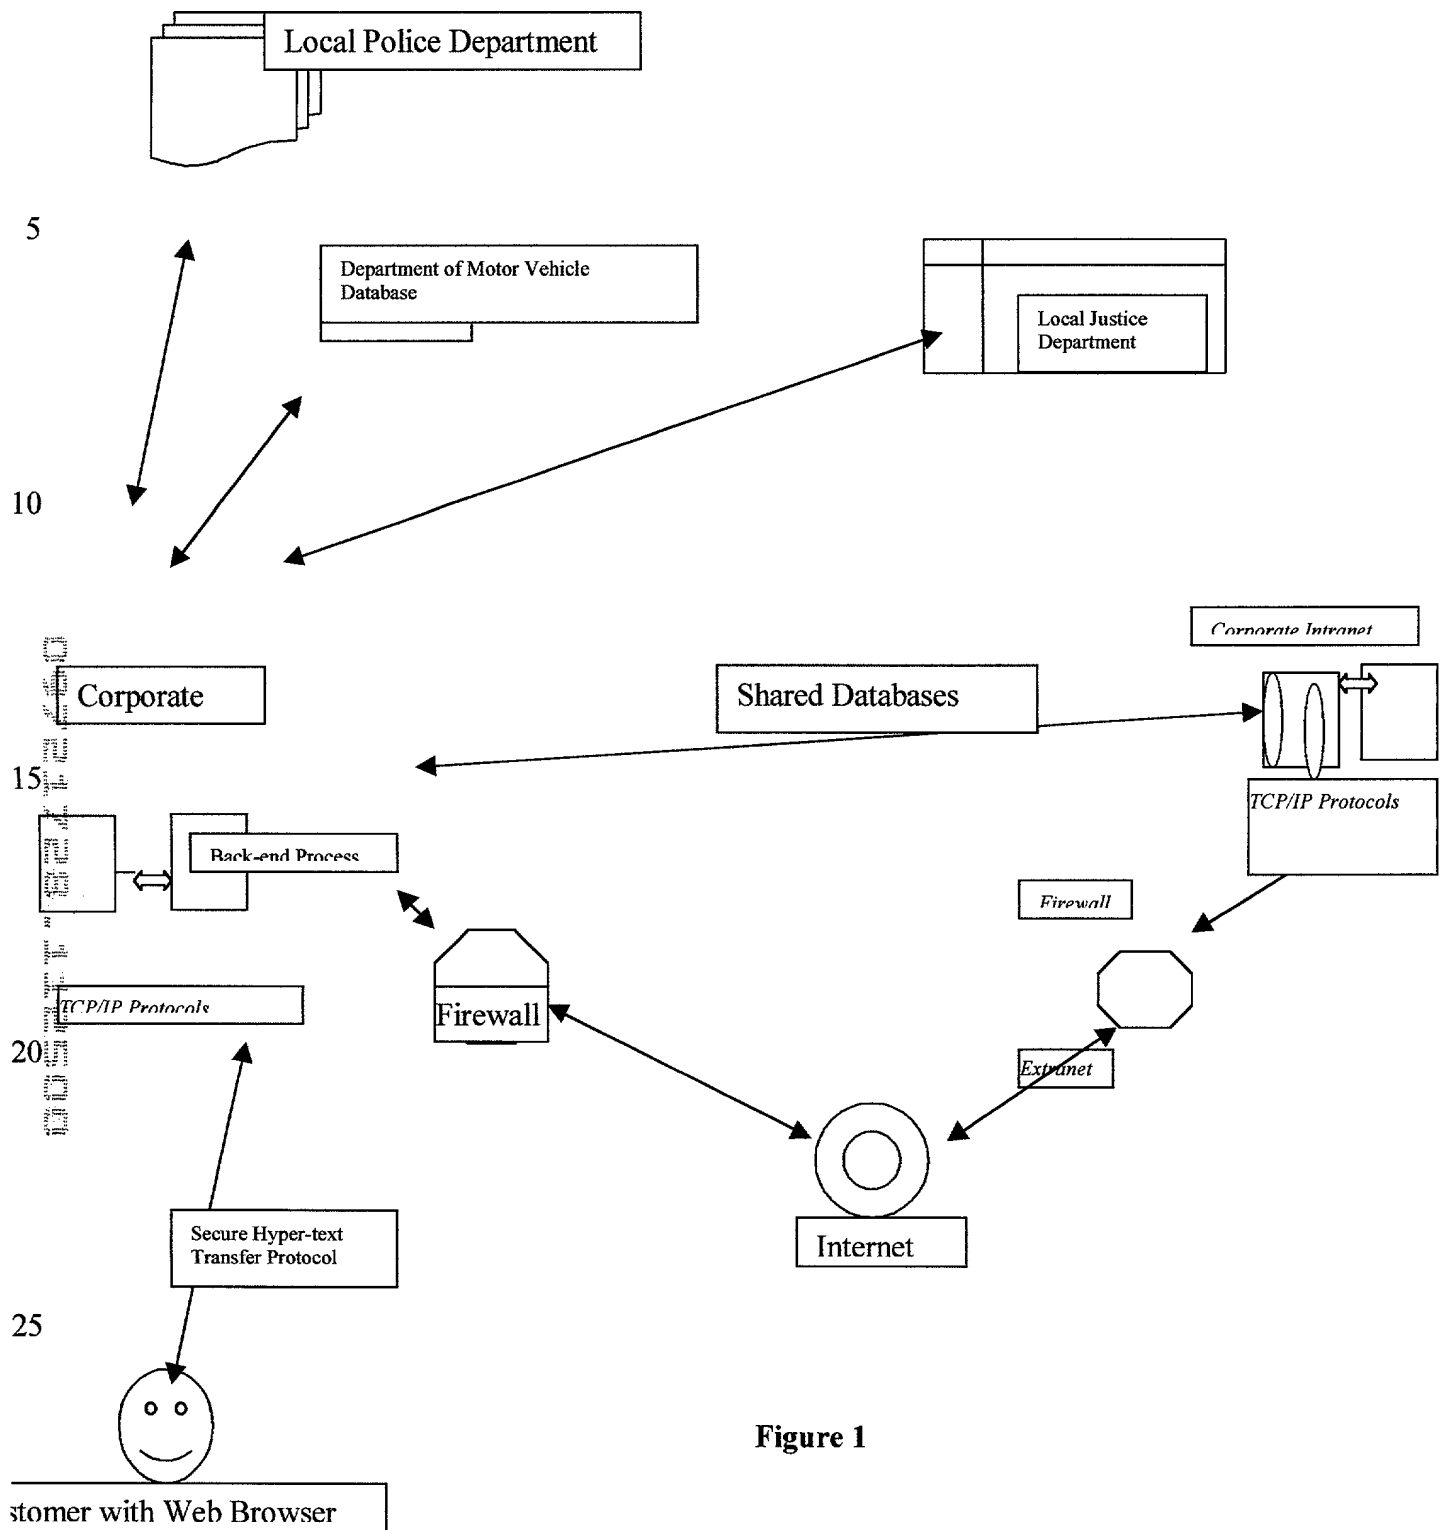 Local Police Department
5
Department of Motor Vehicle
Database
Local Justice
Department
10
Corporate Intranet
Corporate
Shared Databases
15
TCP/IP Protocols
Back-end Process
Firewall
TCP/IP Protocols
Firewall
20
Extranet
Secure Hyper-text
Transfer Protocol
Internet
25
Figure 1
stomer with Web Browser